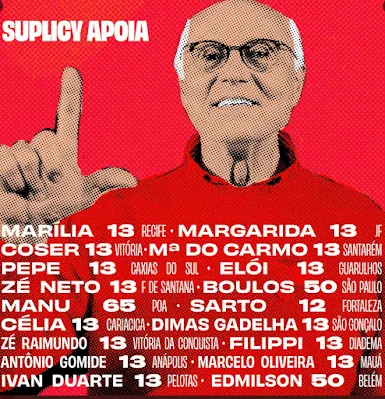 SUPLICY APOIA
MARÍLIA 13 RECIFE · MARGARIDA 13 JF
COSER 13 VITÓRIA · Mª DO CARMO 13 SANTARÉM
PEPE 13 CAXIAS DO SUL · ELÓI 13 GUARULHOS
ZÉ NETO 13 F DE SANTANA · BOULOS 50 SÃO PAULO
MANU 65 POA · SARTO 12 FORTALEZA
CÉLIA 13 CARIACICA · DIMAS GADELHA 13 SÃO GONÇALO
ZÉ RAIMUNDO 13 VITÓRIA DA CONQUISTA · FILIPPI 13 DIADEMA
ANTÔNIO GOMIDE 13 ANÁPOLIS · MARCELO OLIVEIRA 13 MAUÁ
IVAN DUARTE 13 PELOTAS · EDMILSON 50 BELÉM